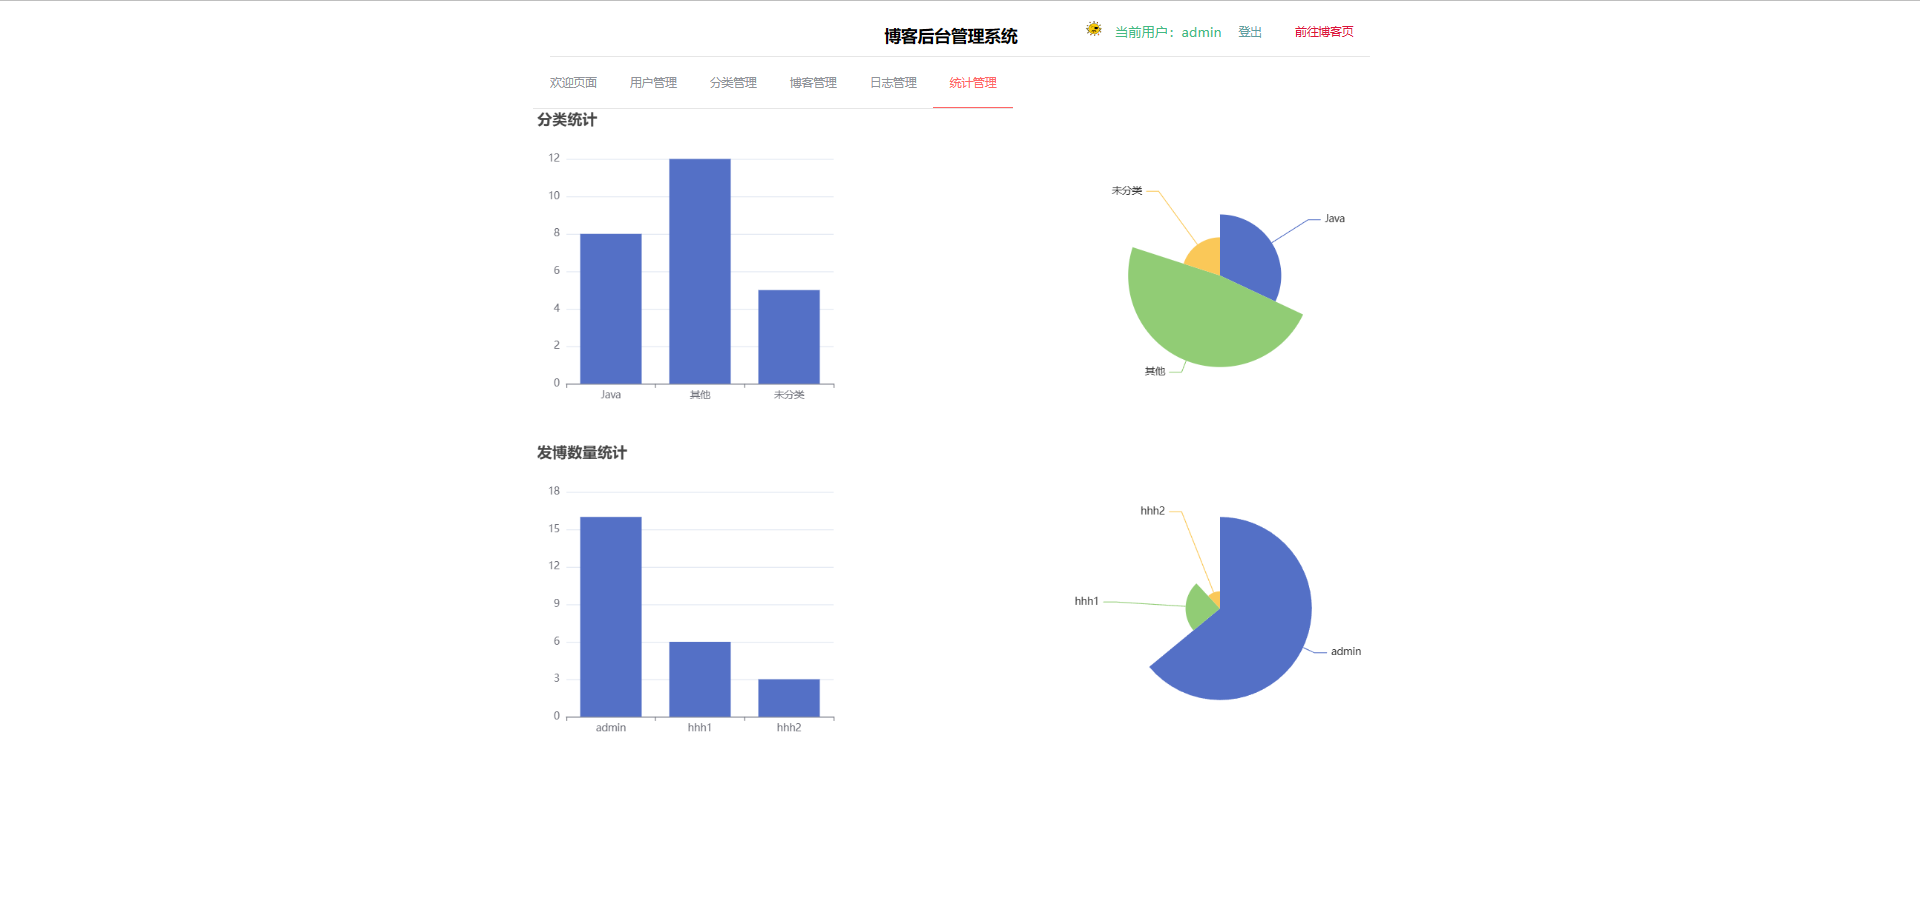 博客后台管理系统
当前用户：admin 登出 前往博客页
欢迎页面 用户管理 分类管理 博客管理 日志管理 统计管理
分类统计
12
10
8
6
4
2
0
Java 其他 未分类
未分类
Java
其他
发博数量统计
18
15
12
9
6
3
0
admin hhh1 hhh2
hhh2
hhh1
admin